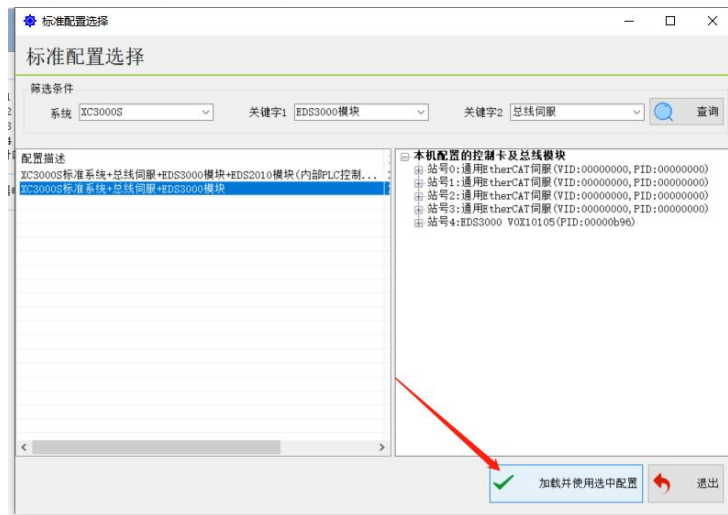 标准配置选择
标准配置选择
筛选条件
系统 XC3000S 关键字1 EDS3000模块 关键字2 总线伺服 查询
配置描述
XC3000S标准系统+总线伺服+EDS3000模块+EDS2010模块(内部PLC控制...
XC3000S标准系统+总线伺服+EDS3000模块
本机配置的控制卡及总线模块
站号0:通用EtherCAT伺服(VID:00000000,PID:00000000)
站号1:通用EtherCAT伺服(VID:00000000,PID:00000000)
站号2:通用EtherCAT伺服(VID:00000000,PID:00000000)
站号3:通用EtherCAT伺服(VID:00000000,PID:00000000)
站号4:EDS3000 V0X10105(PID:00000b96)
加载并使用选中配置 退出